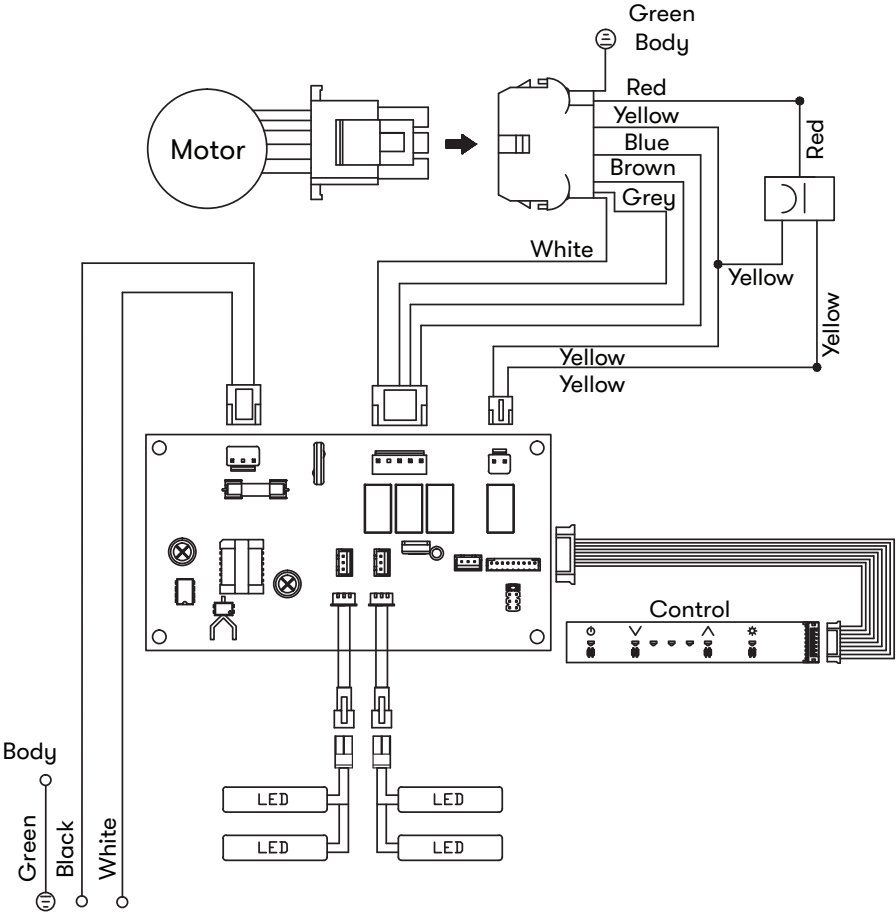 Green
Body
Red
Yellow
Blue
Brown
Grey
Motor
Red
White
Yellow
Yellow
Yellow
Yellow
Control
Body
Green
Black
White
LED
LED
LED
LED